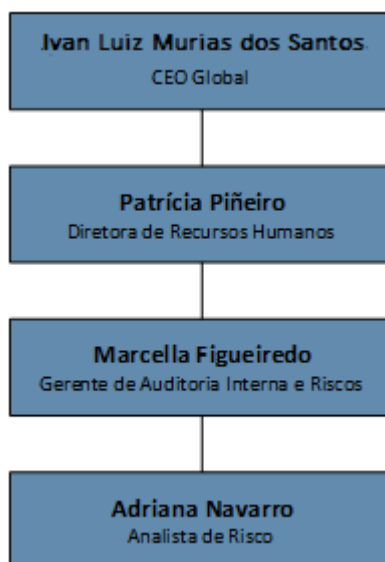 Ivan Luiz Murias dos Santos
CEO Global
Patrícia Piñeiro
Diretora de Recursos Humanos
Marcella Figueiredo
Gerente de Auditoria Interna e Riscos
Adriana Navarro
Analista de Risco